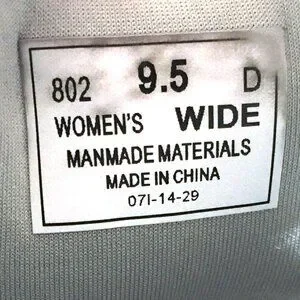 802 9.5 D
WOMEN'S WIDE
MANMADE MATERIALS
MADE IN CHINA
07I-14-29